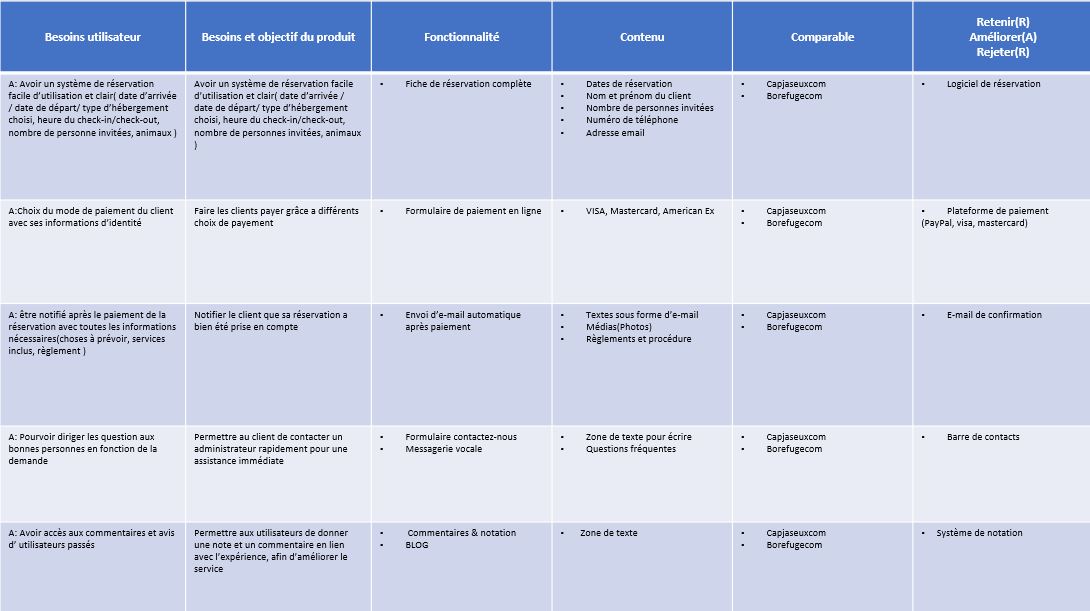 Besoins utilisateur
Besoins et objectif du produit
Fonctionnalité
Contenu
Comparable
Retenir(R)
Améliorer(A)
Rejeter(R)
A: Avoir un système de réservation
facile d'utilisation et clair( date d'arrivée
/ date de départ/ type d'hébergement
choisi, heure du check-in/check-out,
nombre de personne invitées, animaux )
Avoir un système de réservation facile
d'utilisation et clair( date d'arrivée /
date de départ/ type d'hébergement
choisi, heure du check-in/check-out,
nombre de personnes invitées, animaux
)
• Fiche de réservation complète
• Dates de réservation
• Nom et prénom du client
• Nombre de personnes invitées
• Numéro de téléphone
• Adresse email
• Capjaseuxcom
• Borefugecom
• Logiciel de réservation
A:Choix du mode de paiement du client
avec ses informations d'identité
Faire les clients payer grâce a différents
choix de payement
• Formulaire de paiement en ligne
• VISA, Mastercard, American Ex
• Capjaseuxcom
• Borefugecom
• Plateforme de paiement
(PayPal, visa, mastercard)
A: être notifié après le paiement de la
réservation avec toutes les informations
nécessaires(choses à prévoir, services
inclus, règlement )
Notifier le client que sa réservation a
bien été prise en compte
• Envoi d'e-mail automatique
après paiement
• Textes sous forme d'e-mail
• Médias(Photos)
• Règlements et procédure
• Capjaseuxcom
• Borefugecom
• E-mail de confirmation
A: Pourvoir diriger les question aux
bonnes personnes en fonction de la
demande
Permettre au client de contacter un
administrateur rapidement pour une
assistance immédiate
• Formulaire contactez-nous
• Messagerie vocale
• Zone de texte pour écrire
• Questions fréquentes
• Capjaseuxcom
• Borefugecom
• Barre de contacts
A: Avoir accès aux commentaires et avis
d' utilisateurs passés
Permettre aux utilisateurs de donner
une note et un commentaire en lien
avec l'expérience, afin d'améliorer le
service
• Commentaires & notation
• BLOG
• Zone de texte
• Capjaseuxcom
• Borefugecom
• Système de notation